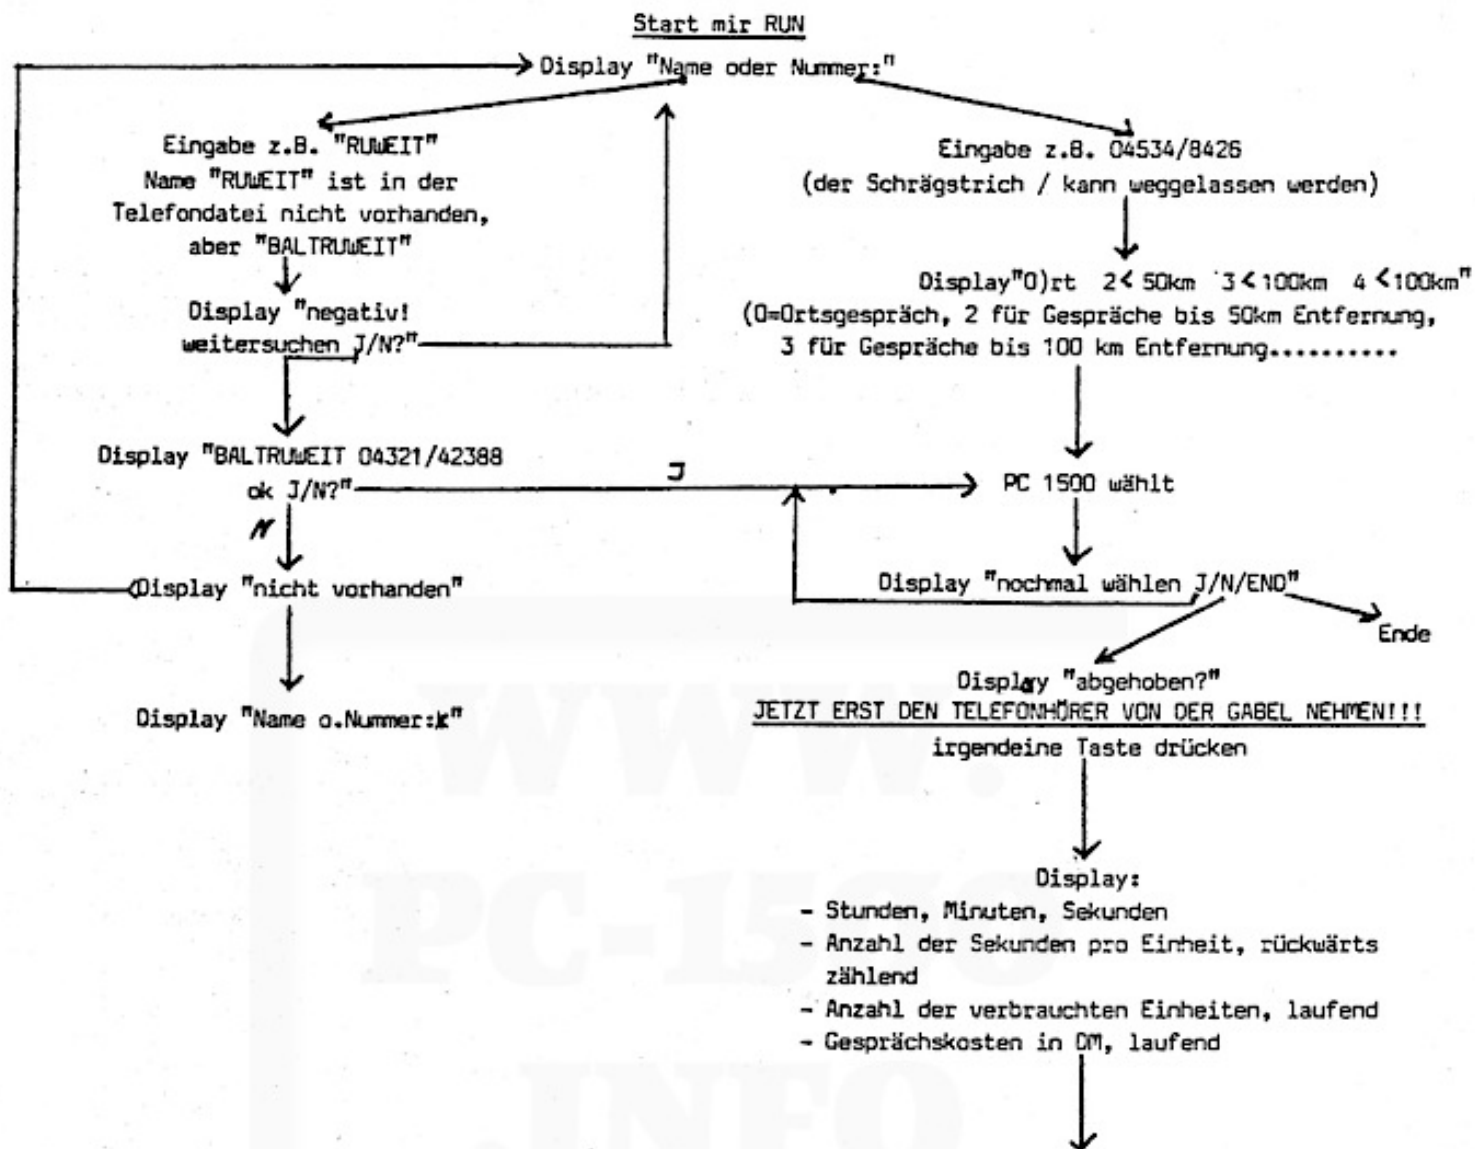 Start mir RUN
Display "Name oder Nummer:"
Eingabe z.B. "RUWEIT"
Name "RUWEIT" ist in der
Telefondatei nicht vorhanden,
aber "BALTRUWEIT"
Display "negativ!
weitersuchen J/N?"
Display "BALTRUWEIT 04321/42388
ok J/N?"
J
N
Display "nicht vorhanden"
Display "Name o.Nummer:"
Eingabe z.B. 04534/8426
(der Schrägstrich / kann weggelassen werden)
Display"O)rt 2< 50km 3<100km 4<100km"
(O=Ortsgespräch, 2 für Gespräche bis 50km Entfernung,
3 für Gespräche bis 100 km Entfernung..........
PC 1500 wählt
Display "nochmal wählen J/N/END"
Ende
Display "abgehoben?"
JETZT ERST DEN TELEFONHÖRER VON DER GABEL NEHMEN!!!
irgendeine Taste drücken
Display:
- Stunden, Minuten, Sekunden
- Anzahl der Sekunden pro Einheit, rückwärts
zählend
- Anzahl der verbrauchten Einheiten, laufend
- Gesprächskosten in DM, laufend
WWW.
PC-1500
.INFO